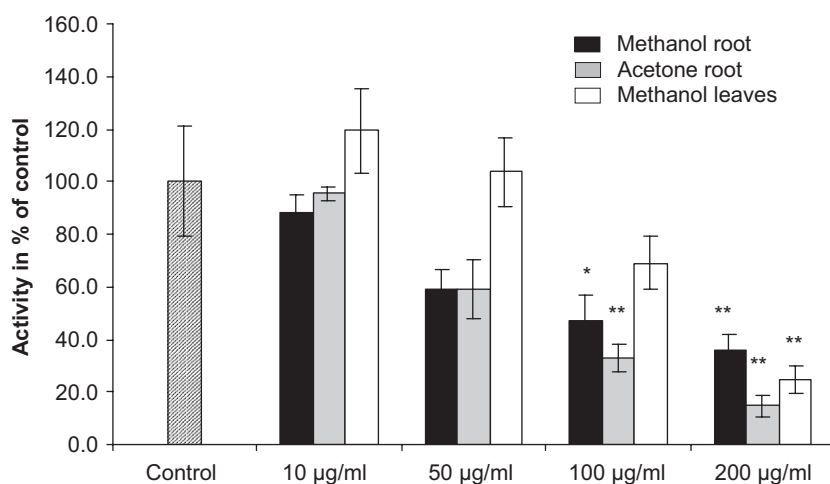 160.0
140.0
120.0
100.0
80.0
60.0
40.0
20.0
0.0
Activity in % of control
Methanol root
Acetone root
Methanol leaves
*
**
**
**
**
Control
10 µg/ml
50 µg/ml
100 µg/ml
200 µg/ml